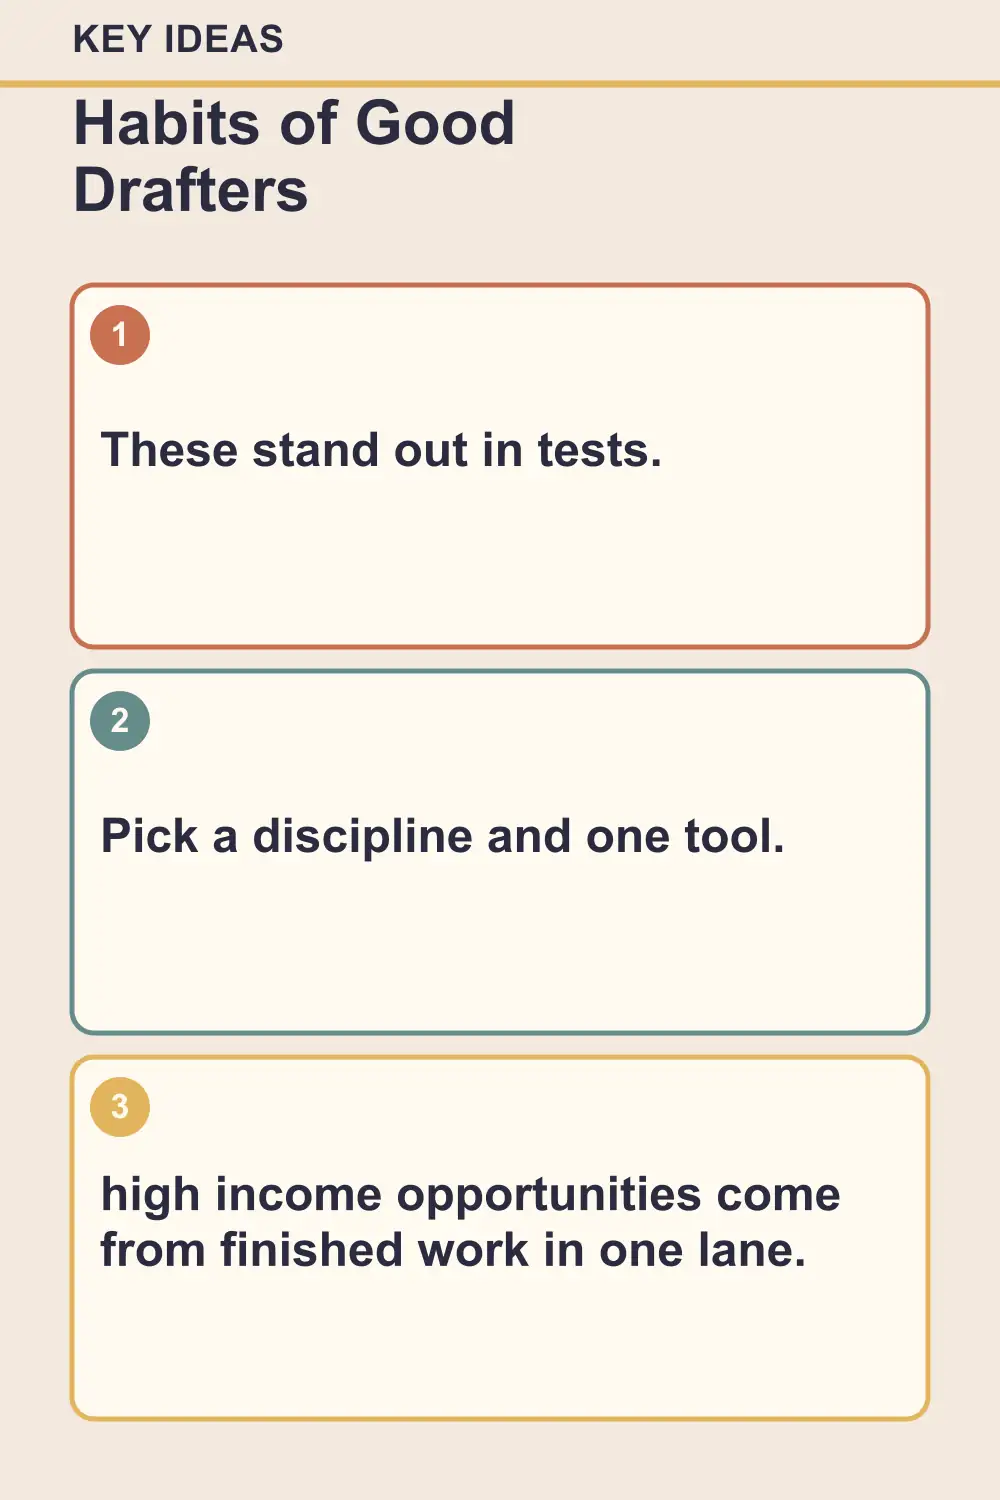 KEY IDEAS
Habits of Good
Drafters
1
These stand out in tests.
2
Pick a discipline and one tool.
3
high income opportunities come
from finished work in one lane.